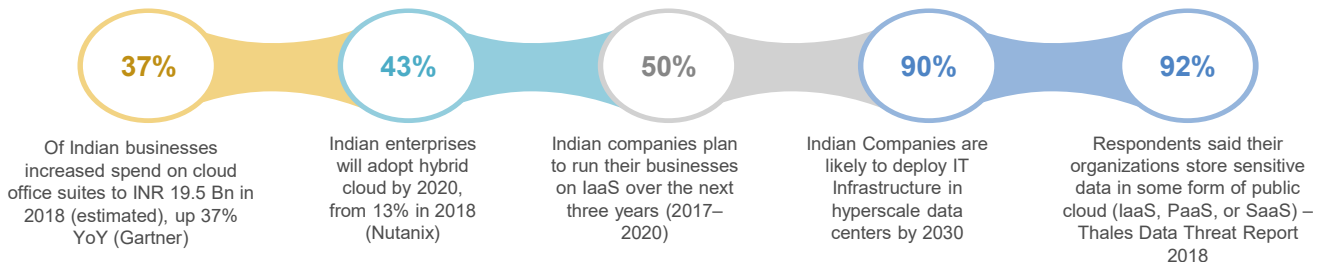 37%
43%
50%
90%
92%
Of Indian businesses
increased spend on cloud
office suites to INR 19.5 Bn in
2018 (estimated), up 37%
YoY (Gartner)
Indian enterprises
will adopt hybrid
cloud by 2020,
from 13% in 2018
(Nutanix)
Indian companies plan
to run their businesses
on IaaS over the next
three years (2017–
2020)
Indian Companies are
likely to deploy IT
Infrastructure in
hyperscale data
centers by 2030
Respondents said their
organizations store sensitive
data in some form of public
cloud (IaaS, PaaS, or SaaS) –
Thales Data Threat Report
2018